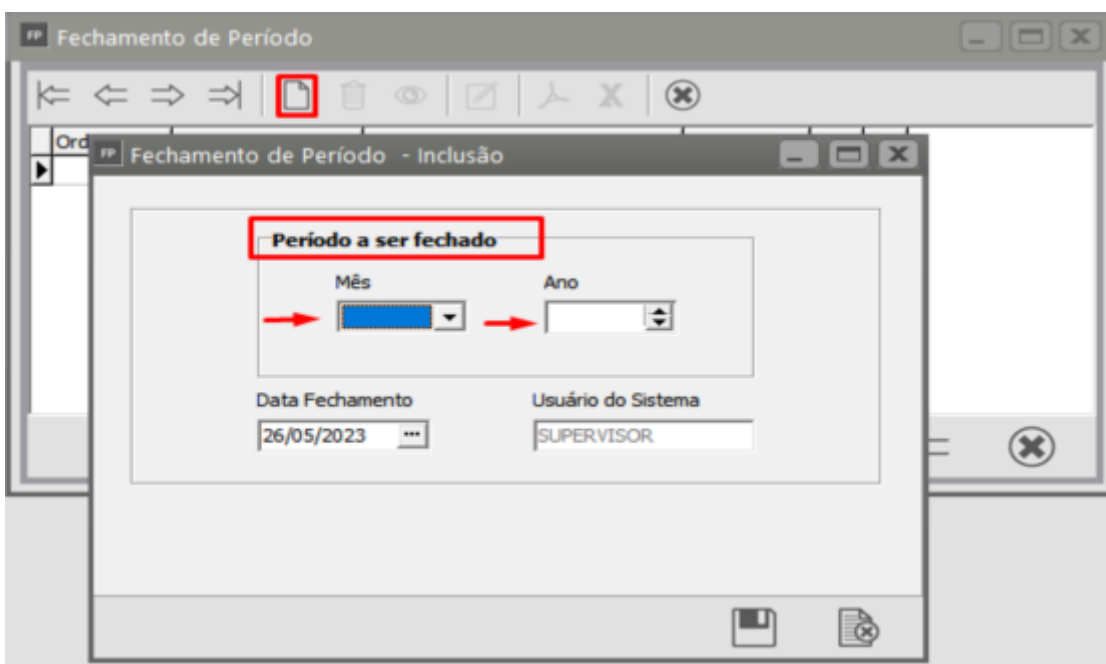 FP Fechamento de Período
Ord
FP Fechamento de Período - Inclusão
Período a ser fechado
Mês Ano
Data Fechamento Usuário do Sistema
26/05/2023 ... SUPERVISOR